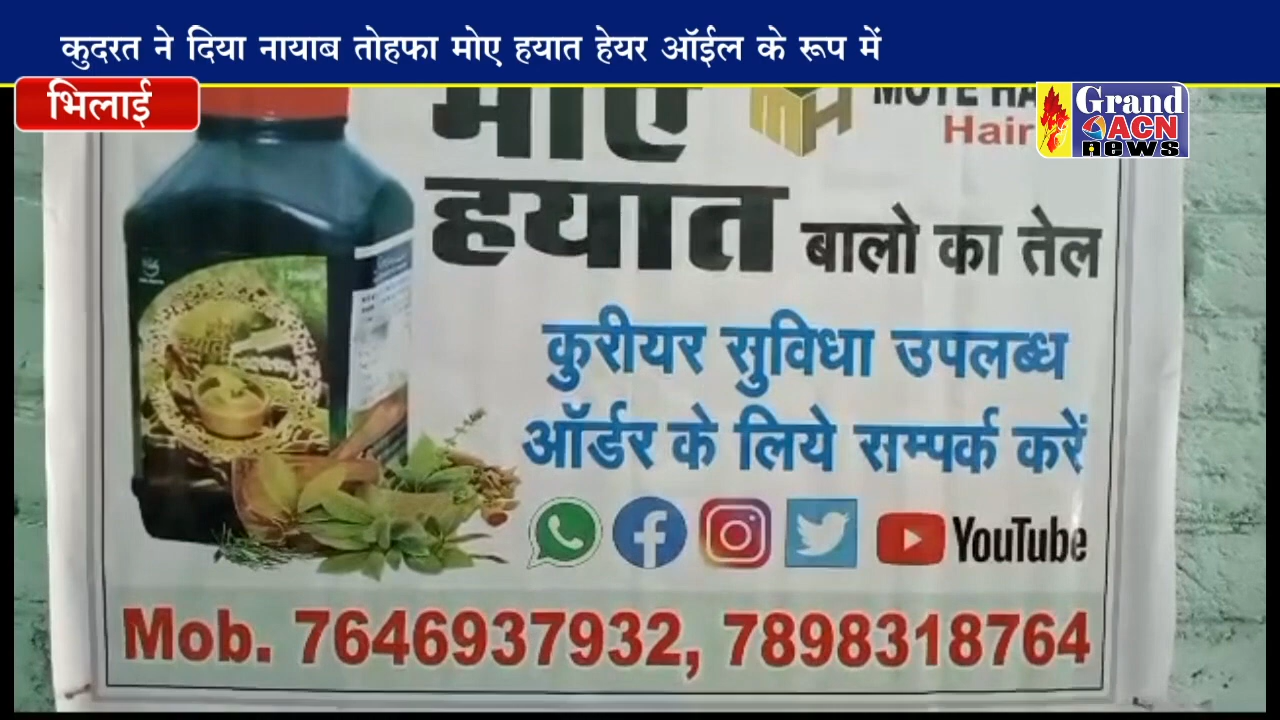 कुदरत ने दिया नायाब तोहफा मोए हयात हेयर ऑईल के रूप में
भिलाई
Grand
ACN
news
मोए
MH
Hair
हयात बालो का तेल
कुरीयर सुविधा उपलब्ध
ऑर्डर के लिये सम्पर्क करें
YouTube
Mob. 7646937932, 7898318764